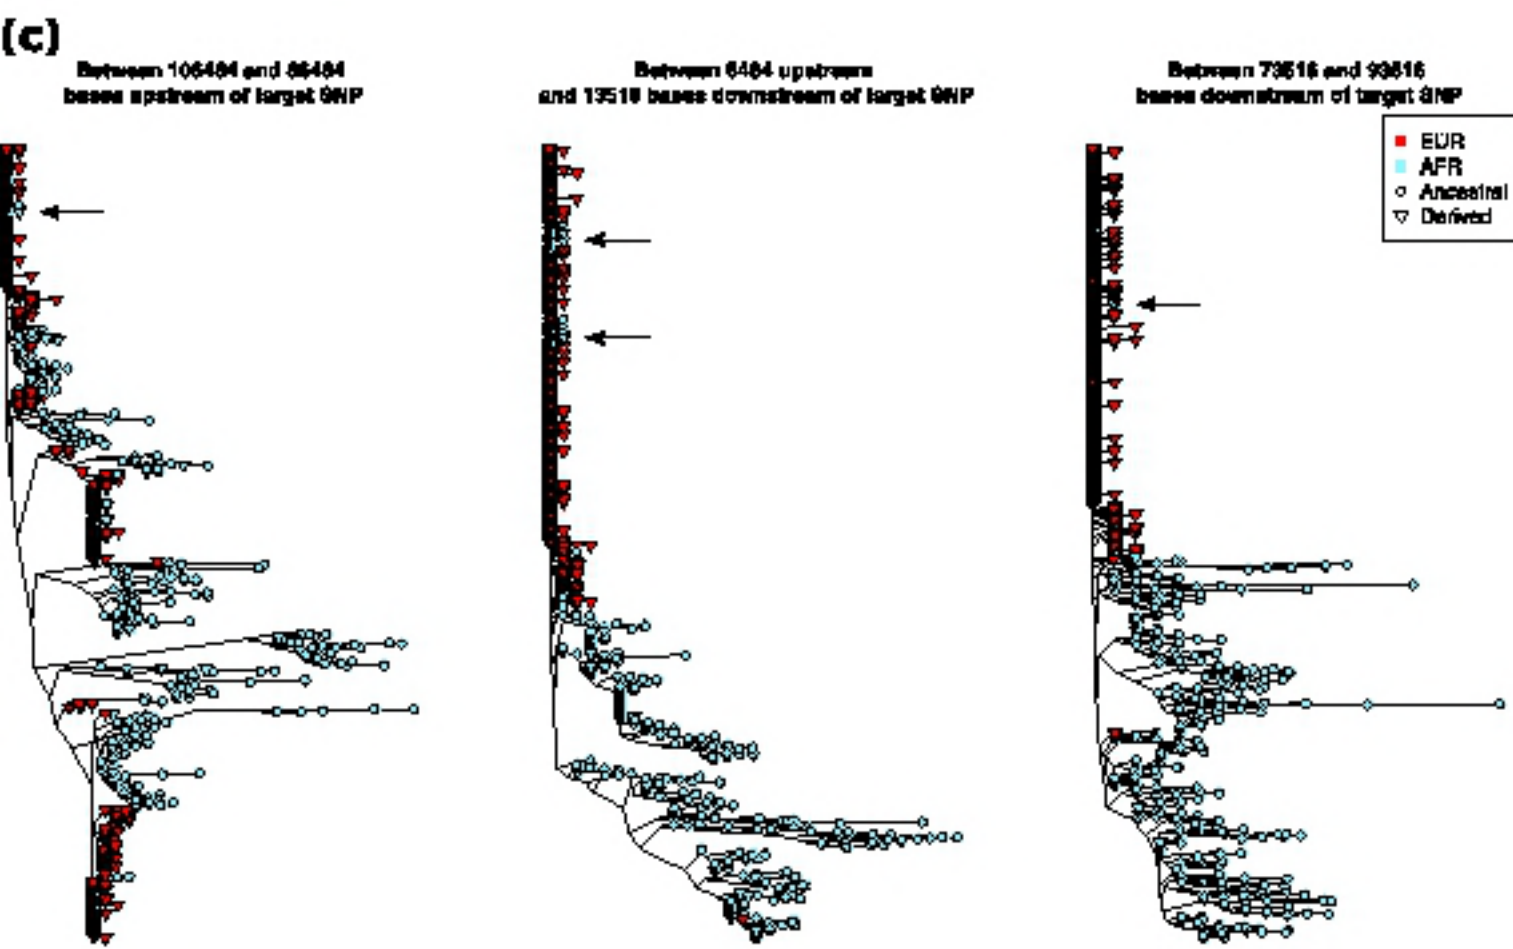 (c)
Between 106484 and 86484
bases upstream of target SNP
Between 6484 upstream
and 13516 bases downstream of target SNP
Between 73516 and 93516
bases downstream of target SNP
EUR
AFR
Ancestral
Derived